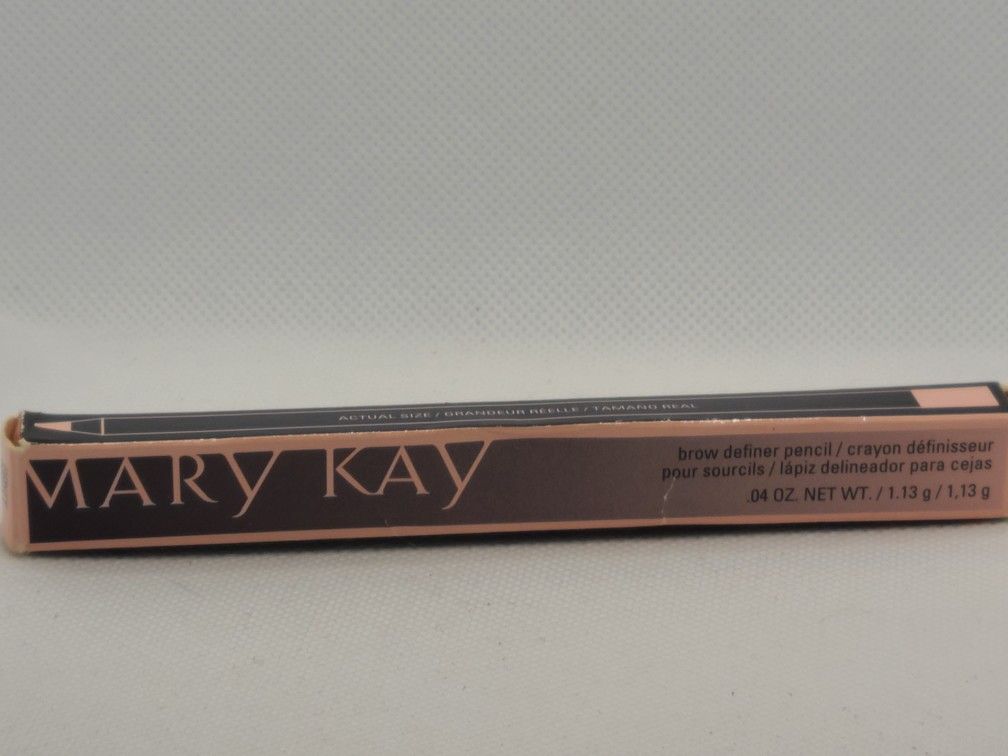 ACTUAL SIZE / GRANDEUR RÉELLE / TAMAÑO REAL
MARY KAY
brow definer pencil / crayon définisseur
pour sourcils / lápiz delineador para cejas
.04 OZ. NET WT. / 1.13 g / 1,13 g